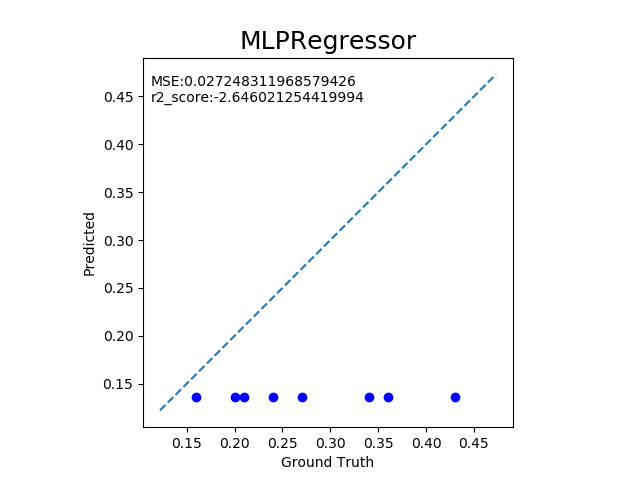 MLPRegressor
MSE:0.027248311968579426
r2_score:-2.646021254419994
0.45
0.40
0.35
0.30
0.25
0.20
0.15
Predicted
0.15 0.20 0.25 0.30 0.35 0.40 0.45
Ground Truth